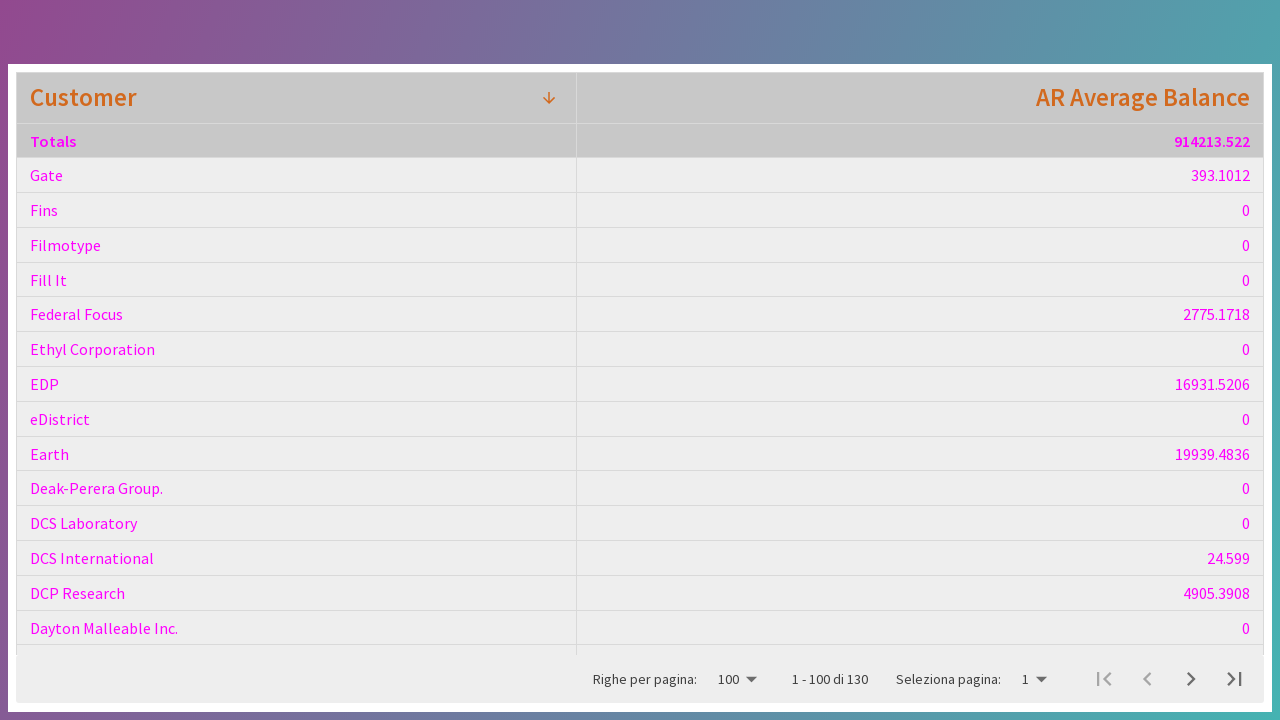 Customer AR Average Balance
Totals 914213.522
Gate 393.1012
Fins 0
Filmotype 0
Fill It 0
Federal Focus 2775.1718
Ethyl Corporation 0
EDP 16931.5206
eDistrict 0
Earth 19939.4836
Deak-Perera Group. 0
DCS Laboratory 0
DCS International 24.599
DCP Research 4905.3908
Dayton Malleable Inc. 0
Righe per pagina: 100 1 - 100 di 130 Seleziona pagina: 1